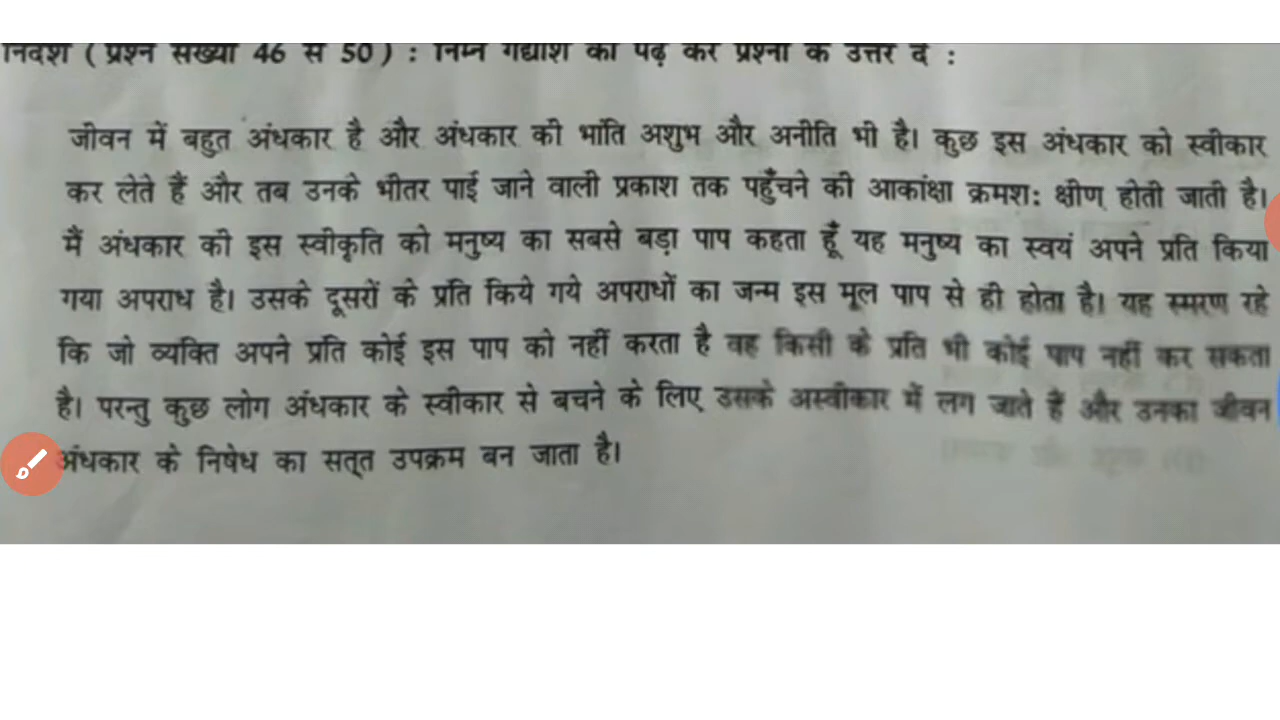 निर्देश ( प्रश्न संख्या 46 से 50 ) : निम्न गद्यांश को पढ़ कर प्रश्नों के उत्तर दें :
जीवन में बहुत अंधकार है और अंधकार की भांति अशुभ और अनीति भी है। कुछ इस अंधकार को स्वीकार
कर लेते हैं और तब उनके भीतर पाई जाने वाली प्रकाश तक पहुँचने की आकांक्षा क्रमशः क्षीण् होती जाती है।
मैं अंधकार की इस स्वीकृति को मनुष्य का सबसे बड़ा पाप कहता हूँ यह मनुष्य का स्वयं अपने प्रति किया
गया अपराध है। उसके दूसरों के प्रति किये गये अपराधों का जन्म इस मूल पाप से ही होता है। यह स्मरण रहे
कि जो व्यक्ति अपने प्रति कोई इस पाप को नहीं करता है वह किसी के प्रति भी कोई पाप नहीं कर सकता
है। परन्तु कुछ लोग अंधकार के स्वीकार से बचने के लिए उसके अस्वीकार में लग जाते हैं और उनका जीवन
अंधकार के निषेध का सत्त उपक्रम बन जाता है।